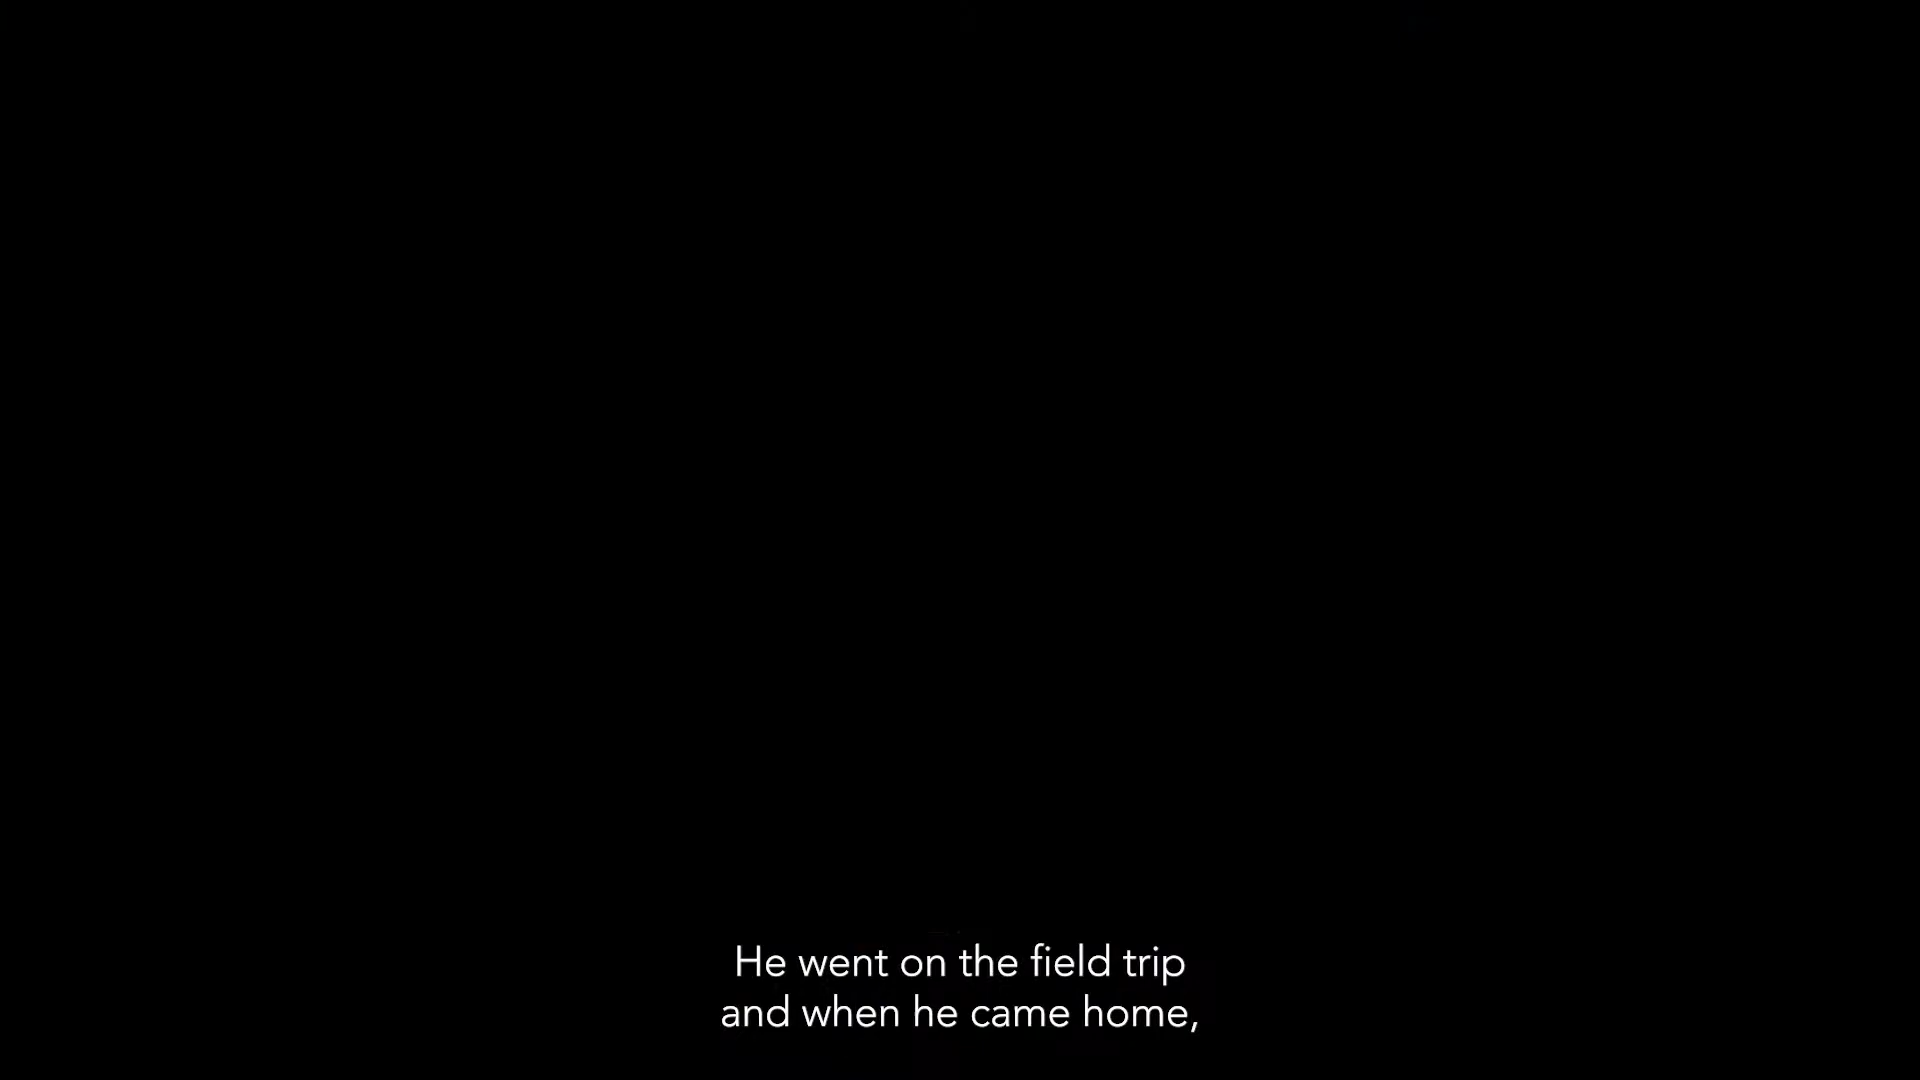 He went on the field trip
and when he came home,